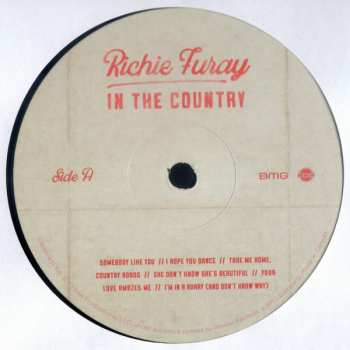 Richie Furay
IN THE COUNTRY
Side A
BMG
SOMEBODY LIKE YOU // I HOPE YOU DANCE // TAKE ME HOME,
COUNTRY ROADS // SHE DON'T KNOW SHE'S BEAUTIFUL // YOUR
LOVE AMAZES ME // I'M IN A HURRY (AND DON'T KNOW WHY)